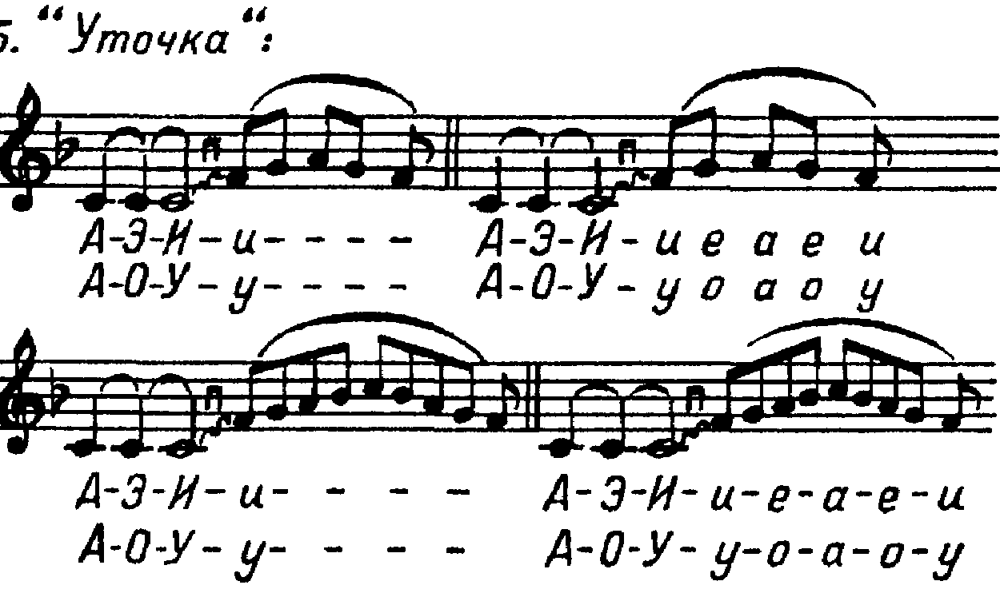 5. “Уточка“:
А-Э-И-и- - - - А-Э-И-и е а е и
А-О-У-у- - - - А-О-У-у о а о у
А-Э-И-и- - - - А-Э-И-и-е-а-е-и
А-О-У-у- - - - А-О-У-у-о-а-о-у